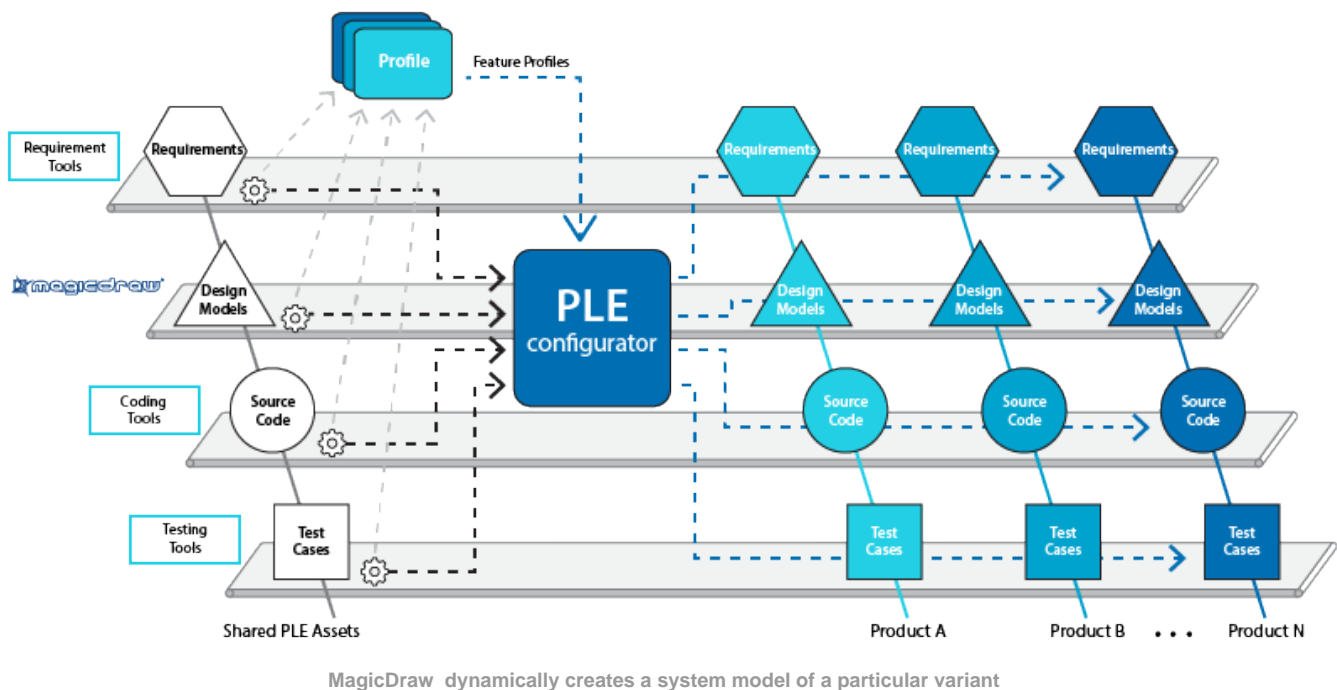 Profile
Feature Profiles
Requirement
Tools
Requirements
Requirements
Requirements
Requirements
magicdraw
Design
Models
PLE
configurator
Design
Models
Design
Models
Design
Models
Coding
Tools
Source
Code
Source
Code
Source
Code
Source
Code
Testing
Tools
Test
Cases
Test
Cases
Test
Cases
Test
Cases
Shared PLE Assets
Product A
Product B
• • •
Product N
MagicDraw dynamically creates a system model of a particular variant